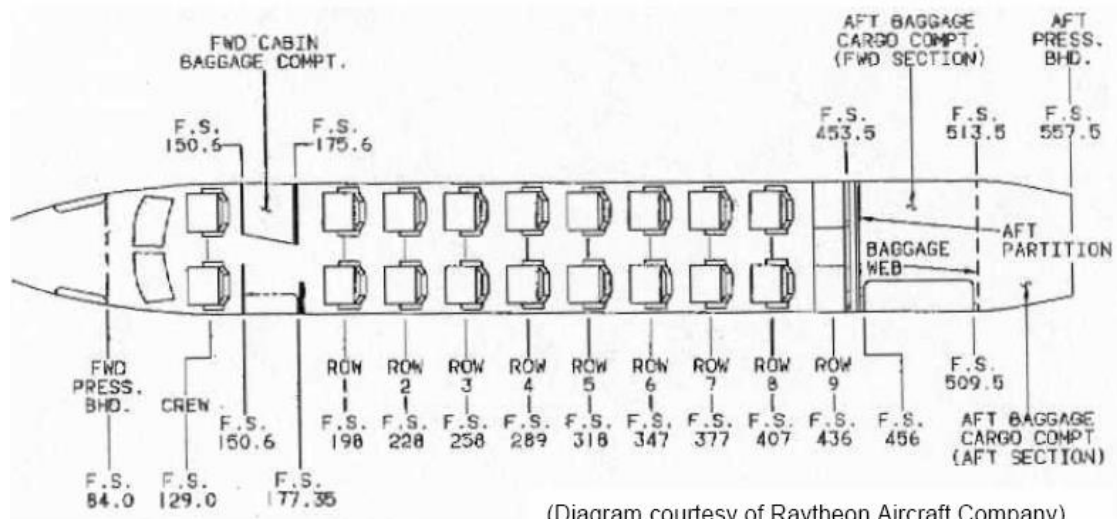 AFT BAGGAGE
CARGO COMPT.
(FWD SECTION)
AFT
PRESS.
BHD.
FWD CABIN
BAGGAGE COMPT.
F.S.
150.6
F.S.
175.6
F.S.
453.5
F.S.
513.5
F.S.
557.5
AFT
PARTITION
BAGGAGE
WEB
FWD
PRESS.
BHD.
CREW
F.S.
150.6
ROW
1
ROW
2
ROW
3
ROW
4
ROW
5
ROW
6
ROW
7
ROW
8
ROW
9
F.S.
509.5
F.S.
198
F.S.
228
F.S.
258
F.S.
289
F.S.
318
F.S.
347
F.S.
377
F.S.
407
F.S.
436
F.S.
456
AFT BAGGAGE
CARGO COMPT
(AFT SECTION)
F.S.
84.0
F.S.
129.0
F.S.
177.35
(Diagram courtesy of Raytheon Aircraft Company)